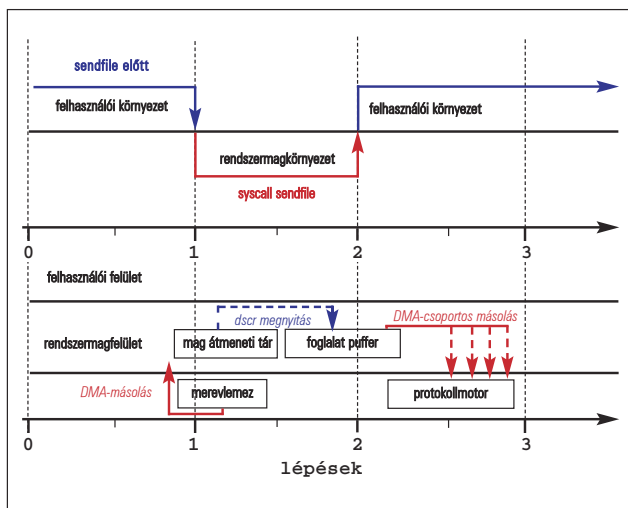 sendfile előtt
felhasználói környezet
felhasználói környezet
rendszermagkörnyezet
syscall sendfile
0 1 2 3
felhasználói felület
dscr megnyitás
DMA-csoportos másolás
rendszermagfelület
mag átmeneti tár
foglalat puffer
DMA-másolás
merevlemez
protokollmotor
0 1 2 3
lépések